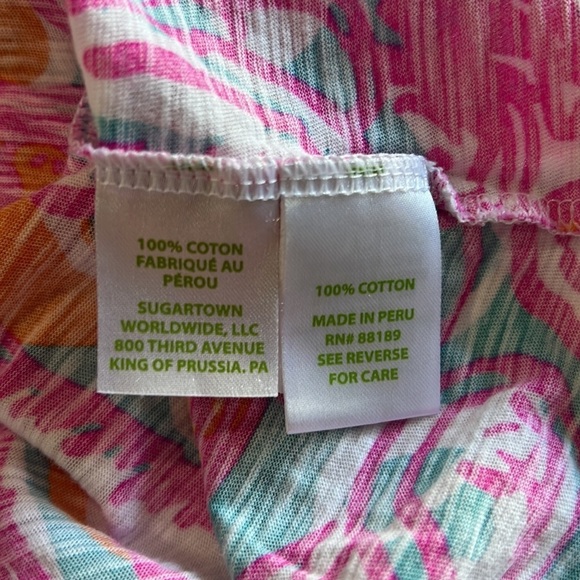 100% COTON
FABRIQUÉ AU
PÉROU
SUGARTOWN
WORLDWIDE, LLC
800 THIRD AVENUE
KING OF PRUSSIA, PA
100% COTTON
MADE IN PERU
RN# 88189
SEE REVERSE
FOR CARE